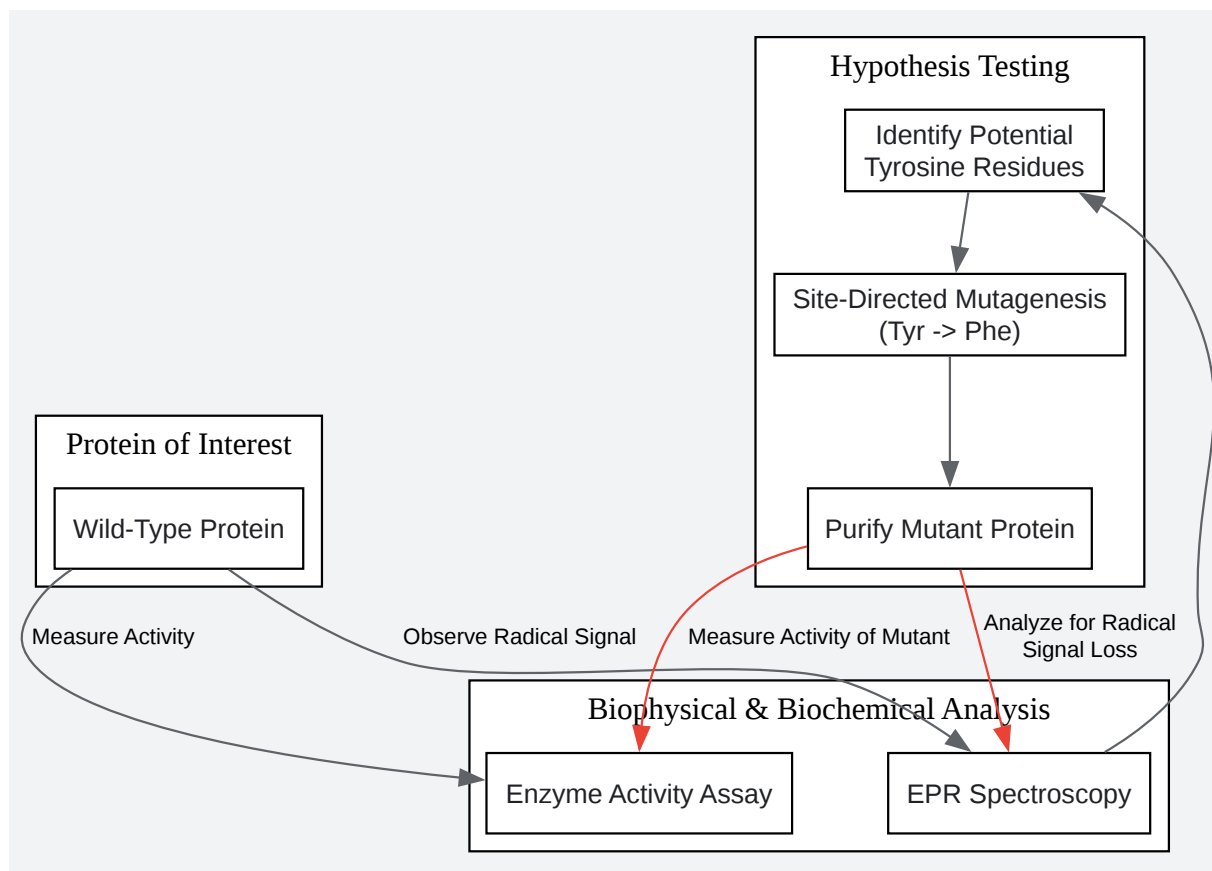 Hypothesis Testing
Identify Potential
Tyrosine Residues
Site-Directed Mutagenesis
(Tyr -> Phe)
Protein of Interest
Wild-Type Protein
Purify Mutant Protein
Measure Activity
Observe Radical Signal
Measure Activity of Mutant
Analyze for Radical
Signal Loss
Biophysical & Biochemical Analysis
Enzyme Activity Assay
EPR Spectroscopy